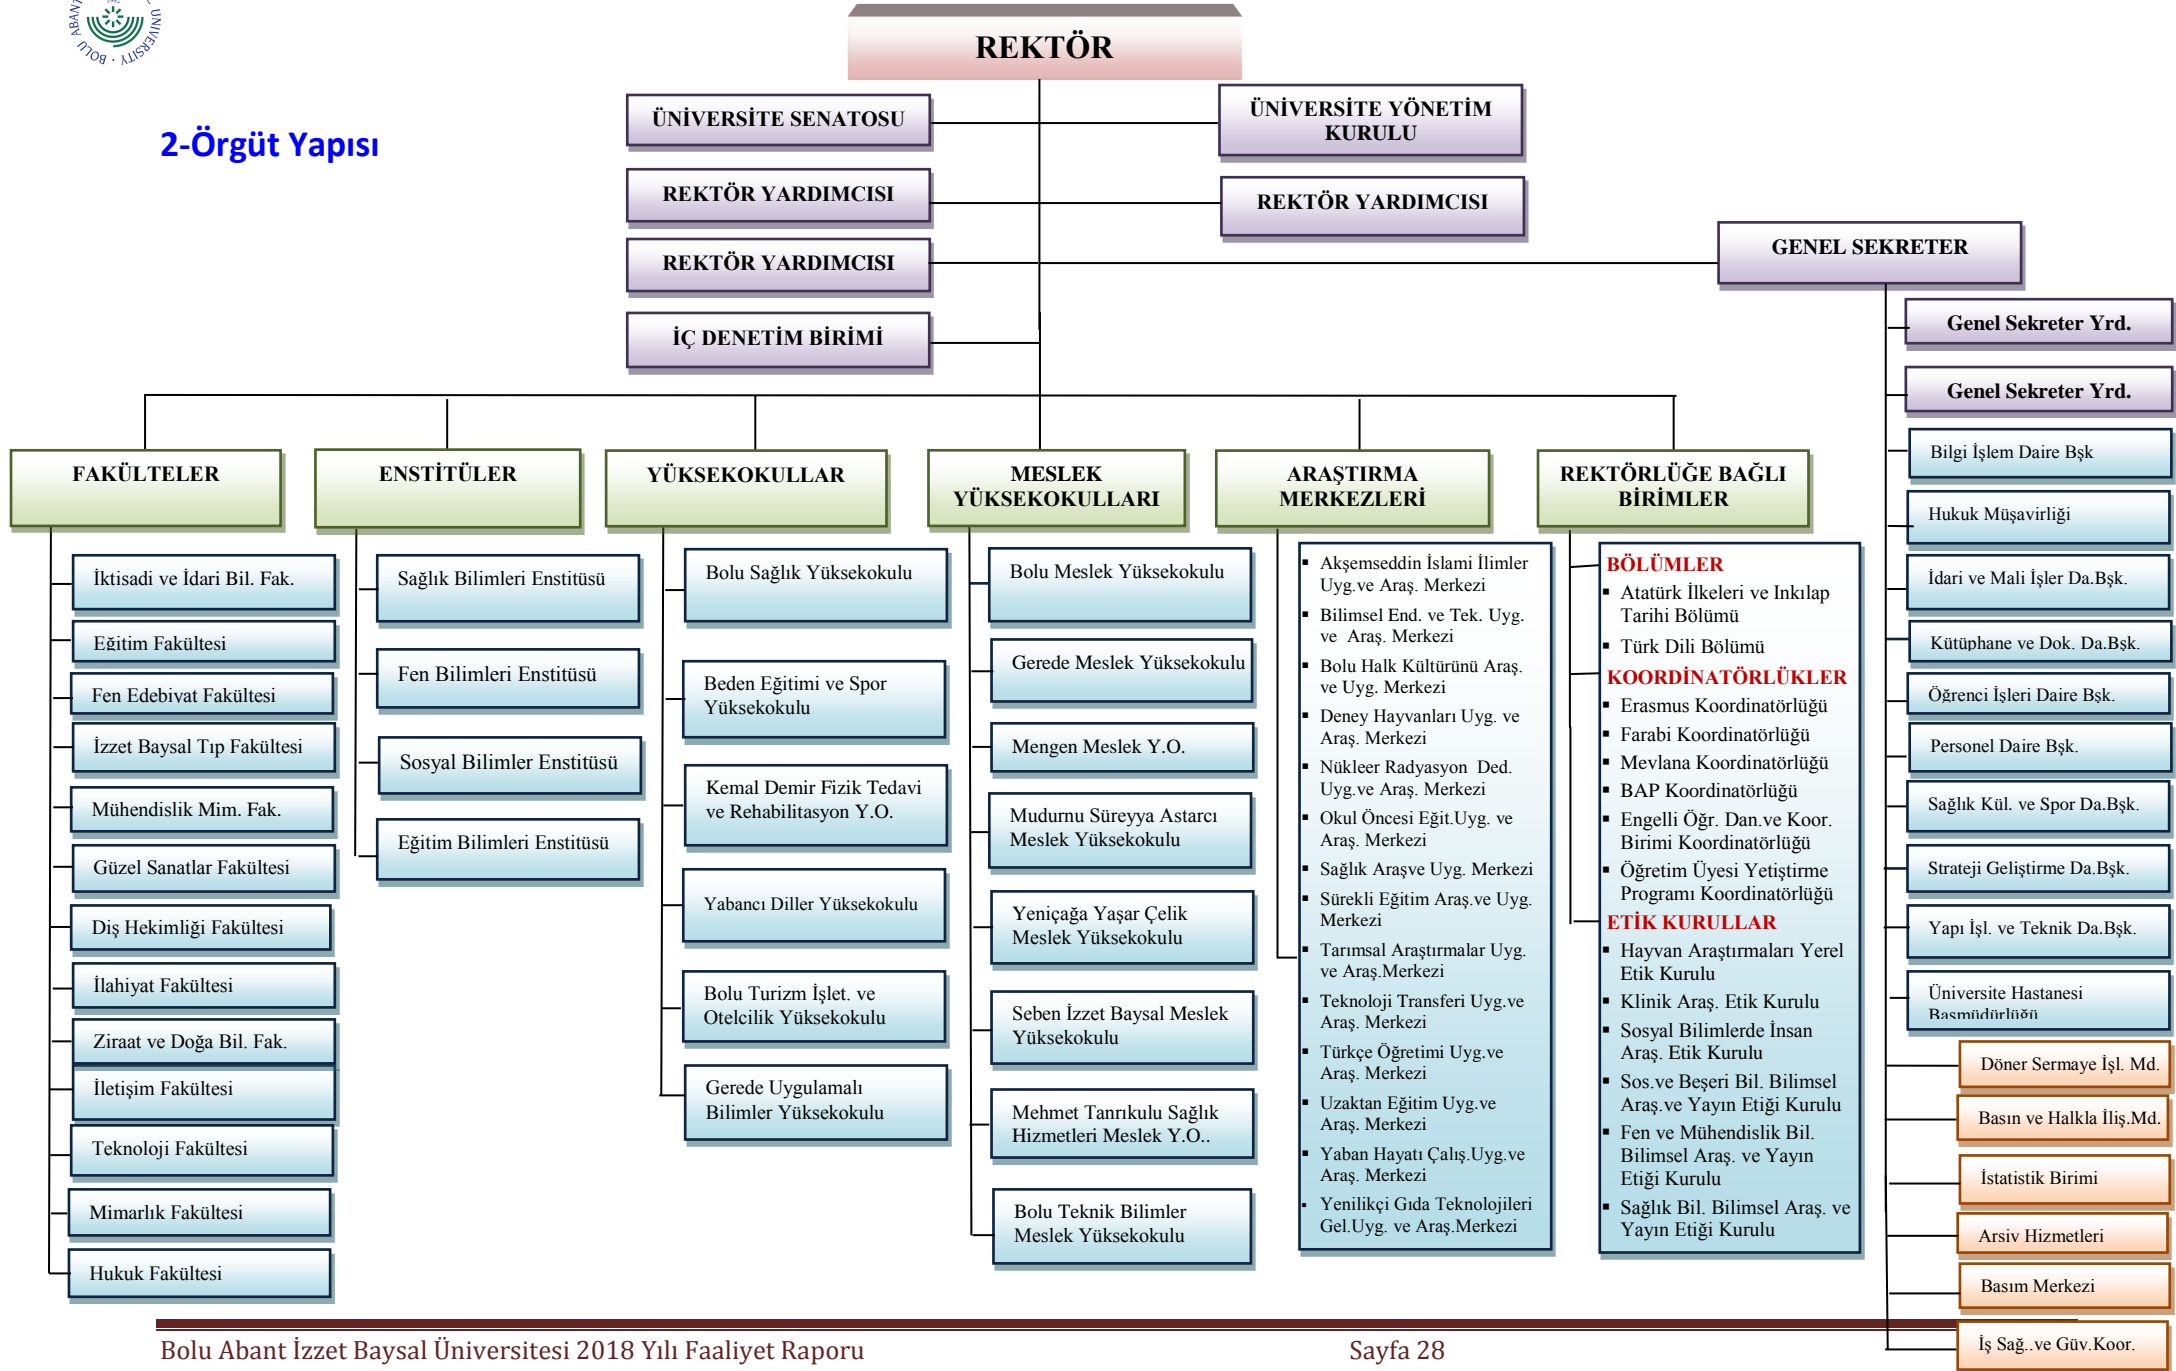 BOLU ABANT
UNIVERSITY
1992
REKTÖR
2-Örgüt Yapısı
ÜNİVERSİTE SENATOSU
ÜNİVERSİTE YÖNETİM
KURULU
REKTÖR YARDIMCISI
REKTÖR YARDIMCISI
REKTÖR YARDIMCISI
GENEL SEKRETER
İÇ DENETİM BİRİMİ
Genel Sekreter Yrd.
Genel Sekreter Yrd.
Bilgi İşlem Daire Bşk
Hukuk Müşavirliği
İdari ve Mali İşler Da.Bşk.
Kütüphane ve Dok. Da.Bşk.
Öğrenci İşleri Daire Bşk.
Personel Daire Bşk.
Sağlık Kül. ve Spor Da.Bşk.
Strateji Geliştirme Da.Bşk.
Yapı İşl. ve Teknik Da.Bşk.
Üniversite Hastanesi
Başmüdürlüğü
Döner Sermaye İşl. Md.
Basın ve Halkla İliş.Md.
İstatistik Birimi
Arsiv Hizmetleri
Basım Merkezi
İş Sağ..ve Güv.Koor.
FAKÜLTELER
İktisadi ve İdari Bil. Fak.
Eğitim Fakültesi
Fen Edebiyat Fakültesi
İzzet Baysal Tıp Fakültesi
Mühendislik Mim. Fak.
Güzel Sanatlar Fakültesi
Diş Hekimliği Fakültesi
İlahiyat Fakültesi
Ziraat ve Doğa Bil. Fak.
İletişim Fakültesi
Teknoloji Fakültesi
Mimarlık Fakültesi
Hukuk Fakültesi
ENSTİTÜLER
Sağlık Bilimleri Enstitüsü
Fen Bilimleri Enstitüsü
Sosyal Bilimler Enstitüsü
Eğitim Bilimleri Enstitüsü
YÜKSEKOKULLAR
Bolu Sağlık Yüksekokulu
Beden Eğitimi ve Spor
Yüksekokulu
Kemal Demir Fizik Tedavi
ve Rehabilitasyon Y.O.
Yabancı Diller Yüksekokulu
Bolu Turizm İşlet. ve
Otelcilik Yüksekokulu
Gerede Uygulamalı
Bilimler Yüksekokulu
MESLEK
YÜKSEKOKULLARI
Bolu Meslek Yüksekokulu
Gerede Meslek Yüksekokulu
Mengen Meslek Y.O.
Mudurnu Süreyya Astarcı
Meslek Yüksekokulu
Yeniçağa Yaşar Çelik
Meslek Yüksekokulu
Seben İzzet Baysal Meslek
Yüksekokulu
Mehmet Tanrıkulu Sağlık
Hizmetleri Meslek Y.O..
Bolu Teknik Bilimler
Meslek Yüksekokulu
ARAŞTIRMA
MERKEZLERİ
▪ Akşemseddin İslami İlimler
Uyg.ve Araş. Merkezi
▪ Bilimsel End. ve Tek. Uyg.
ve Araş. Merkezi
▪ Bolu Halk Kültürünü Araş.
ve Uyg. Merkezi
▪ Deney Hayvanları Uyg. ve
Araş. Merkezi
▪ Nükleer Radyasyon Ded.
Uyg.ve Araş. Merkezi
▪ Okul Öncesi Eğit.Uyg. ve
Araş. Merkezi
▪ Sağlık Araşve Uyg. Merkezi
▪ Sürekli Eğitim Araş.ve Uyg.
Merkezi
▪ Tarımsal Araştırmalar Uyg.
ve Araş.Merkezi
▪ Teknoloji Transferi Uyg.ve
Araş. Merkezi
▪ Türkçe Öğretimi Uyg.ve
Araş. Merkezi
▪ Uzaktan Eğitim Uyg.ve
Araş. Merkezi
▪ Yaban Hayatı Çalış.Uyg.ve
Araş. Merkezi
▪ Yenilikçi Gıda Teknolojileri
Gel.Uyg. ve Araş.Merkezi
REKTÖRLÜĞE BAĞLI
BİRİMLER
BÖLÜMLER
▪ Atatürk İlkeleri ve Inkılap
Tarihi Bölümü
▪ Türk Dili Bölümü
KOORDİNATÖRLÜKLER
▪ Erasmus Koordinatörlüğü
▪ Farabi Koordinatörlüğü
▪ Mevlana Koordinatörlüğü
▪ BAP Koordinatörlüğü
▪ Engelli Öğr. Dan.ve Koor.
Birimi Koordinatörlüğü
▪ Öğretim Üyesi Yetiştirme
Programı Koordinatörlüğü
ETİK KURULLAR
▪ Hayvan Araştırmaları Yerel
Etik Kurulu
▪ Klinik Araş. Etik Kurulu
▪ Sosyal Bilimlerde İnsan
Araş. Etik Kurulu
▪ Sos.ve Beşeri Bil. Bilimsel
Araş.ve Yayın Etiği Kurulu
▪ Fen ve Mühendislik Bil.
Bilimsel Araş. ve Yayın
Etiği Kurulu
▪ Sağlık Bil. Bilimsel Araş. ve
Yayın Etiği Kurulu
Bolu Abant İzzet Baysal Üniversitesi 2018 Yılı Faaliyet Raporu
Sayfa 28